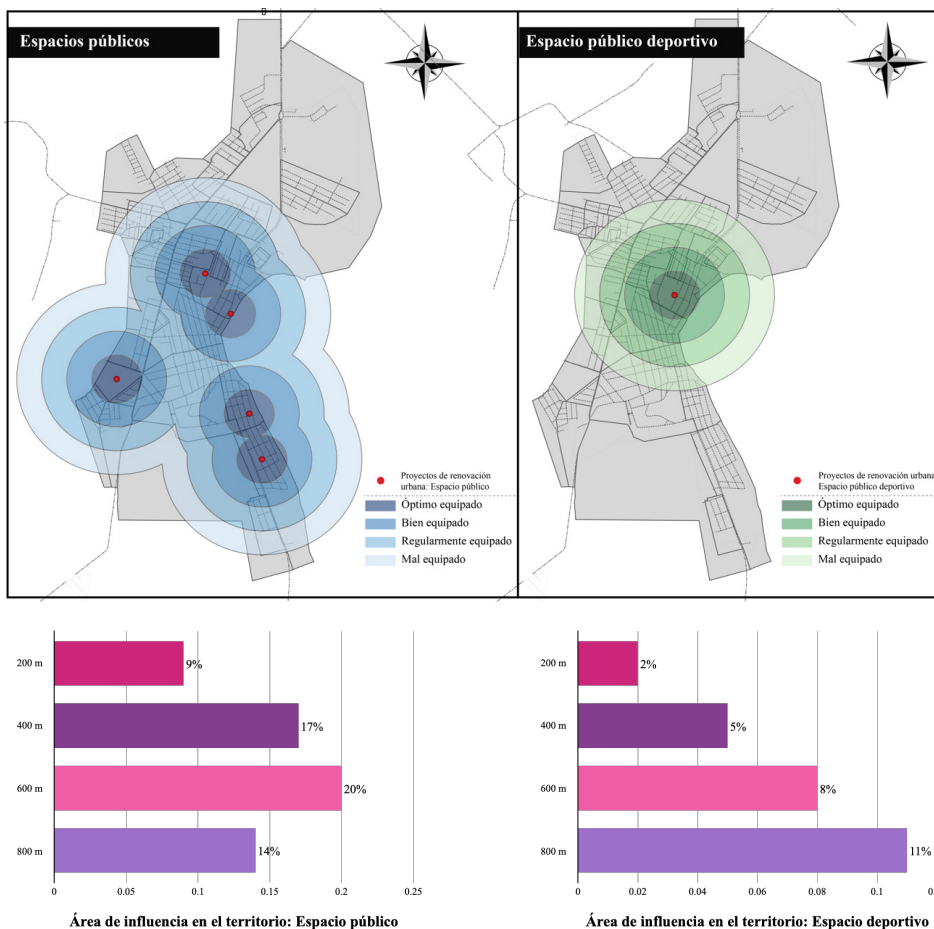 Espacios públicos
Espacio público deportivo
Proyectos de renovación
urbana: Espacio público
Óptimo equipado
Bien equipado
Regularmente equipado
Mal equipado
Proyectos de renovación urbana:
Espacio público deportivo
Óptimo equipado
Bien equipado
Regularmente equipado
Mal equipado
200 m
9%
400 m
17%
600 m
20%
800 m
14%
0 0.05 0.1 0.15 0.2 0.25
Área de influencia en el territorio: Espacio público
200 m
2%
400 m
5%
600 m
8%
800 m
11%
0 0.02 0.04 0.06 0.08 0.1
Área de influencia en el territorio: Espacio deportivo